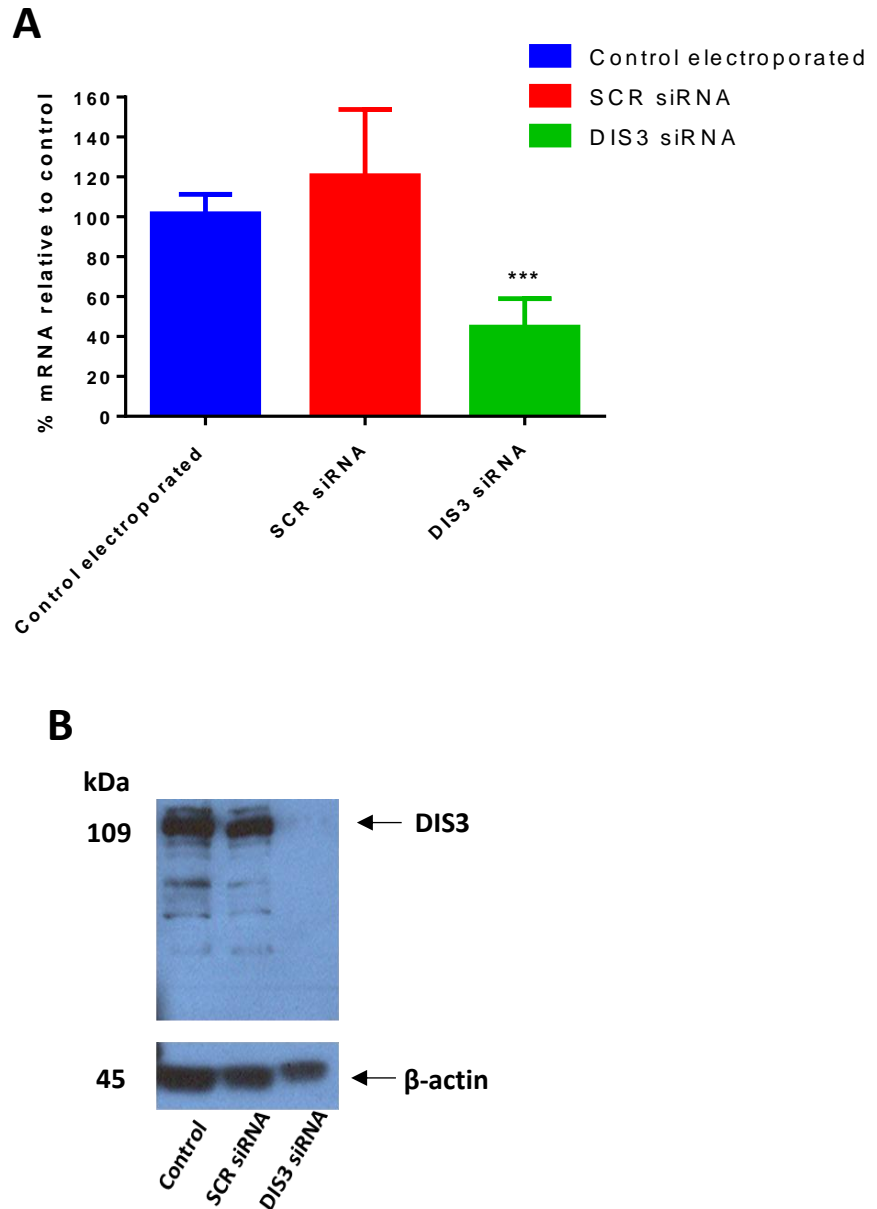 A
Control electroporated
SCR siRNA
DIS3 siRNA
% mRNA relative to control
160
140
120
100
80
60
40
20
0
***
Control electroporated
SCR siRNA
DIS3 siRNA
B
kDa
109
DIS3
45
β-actin
Control
SCR siRNA
DIS3 siRNA